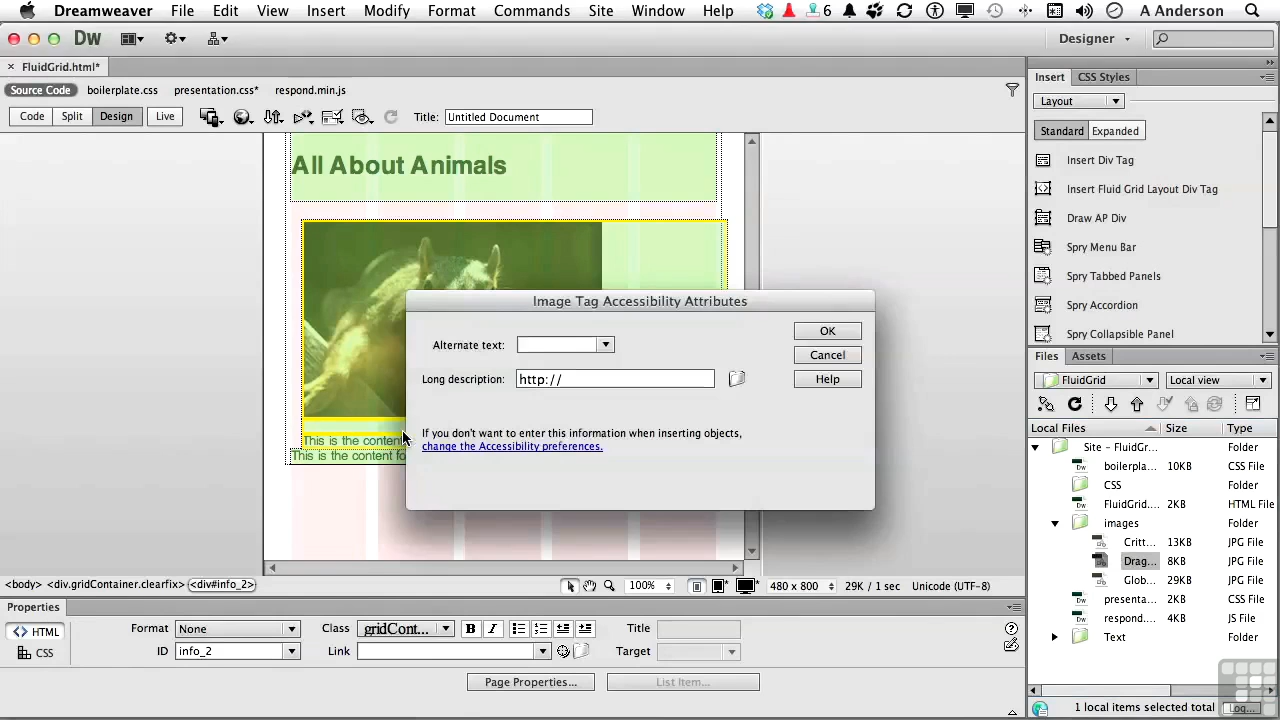 Dreamweaver File Edit View Insert Modify Format Commands Site Window Help 6 A Anderson
Dw Designer
× FluidGrid.html*
Source Code boilerplate.css presentation.css* respond.min.js
Code Split Design Live Title: Untitled Document
All About Animals
This is the content
This is the content fo
Image Tag Accessibility Attributes
Alternate text:
OK
Long description: http://
Cancel
Help
If you don't want to enter this information when inserting objects,
change the Accessibility preferences.
<body> <div.gridContainer.clearfix> <div#info_2> 100% 480 x 800 29K / 1 sec Unicode (UTF-8)
Properties
<> HTML Format None Class gridCont... B I Title
CSS ID info_2 Link Target
Page Properties... List Item...
Insert CSS Styles
Layout
Standard Expanded
Insert Div Tag
Insert Fluid Grid Layout Div Tag
Draw AP Div
Spry Menu Bar
Spry Tabbed Panels
Spry Accordion
Spry Collapsible Panel
Files Assets
FluidGrid Local view
Local Files Size Type
Site - FluidGr... Folder
boilerpla... 10KB CSS File
CSS Folder
FluidGrid.... 2KB HTML File
images Folder
Critt... 13KB JPG File
Drag... 8KB JPG File
Glob... 29KB JPG File
presenta... 2KB CSS File
respond.... 4KB JS File
Text Folder
1 local items selected total Log...